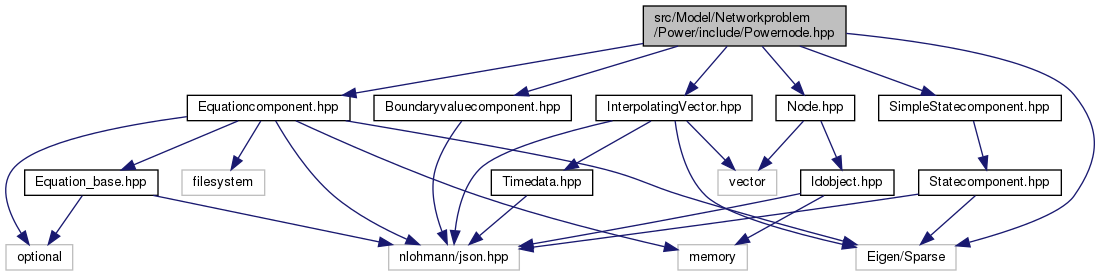 src/Model/Networkproblem
/Power/include/Powernode.hpp
Equationcomponent.hpp
Boundaryvaluecomponent.hpp
InterpolatingVector.hpp
Node.hpp
SimpleStatecomponent.hpp
Equation_base.hpp
filesystem
Timedata.hpp
vector
Idobject.hpp
Statecomponent.hpp
optional
nlohmann/json.hpp
memory
Eigen/Sparse